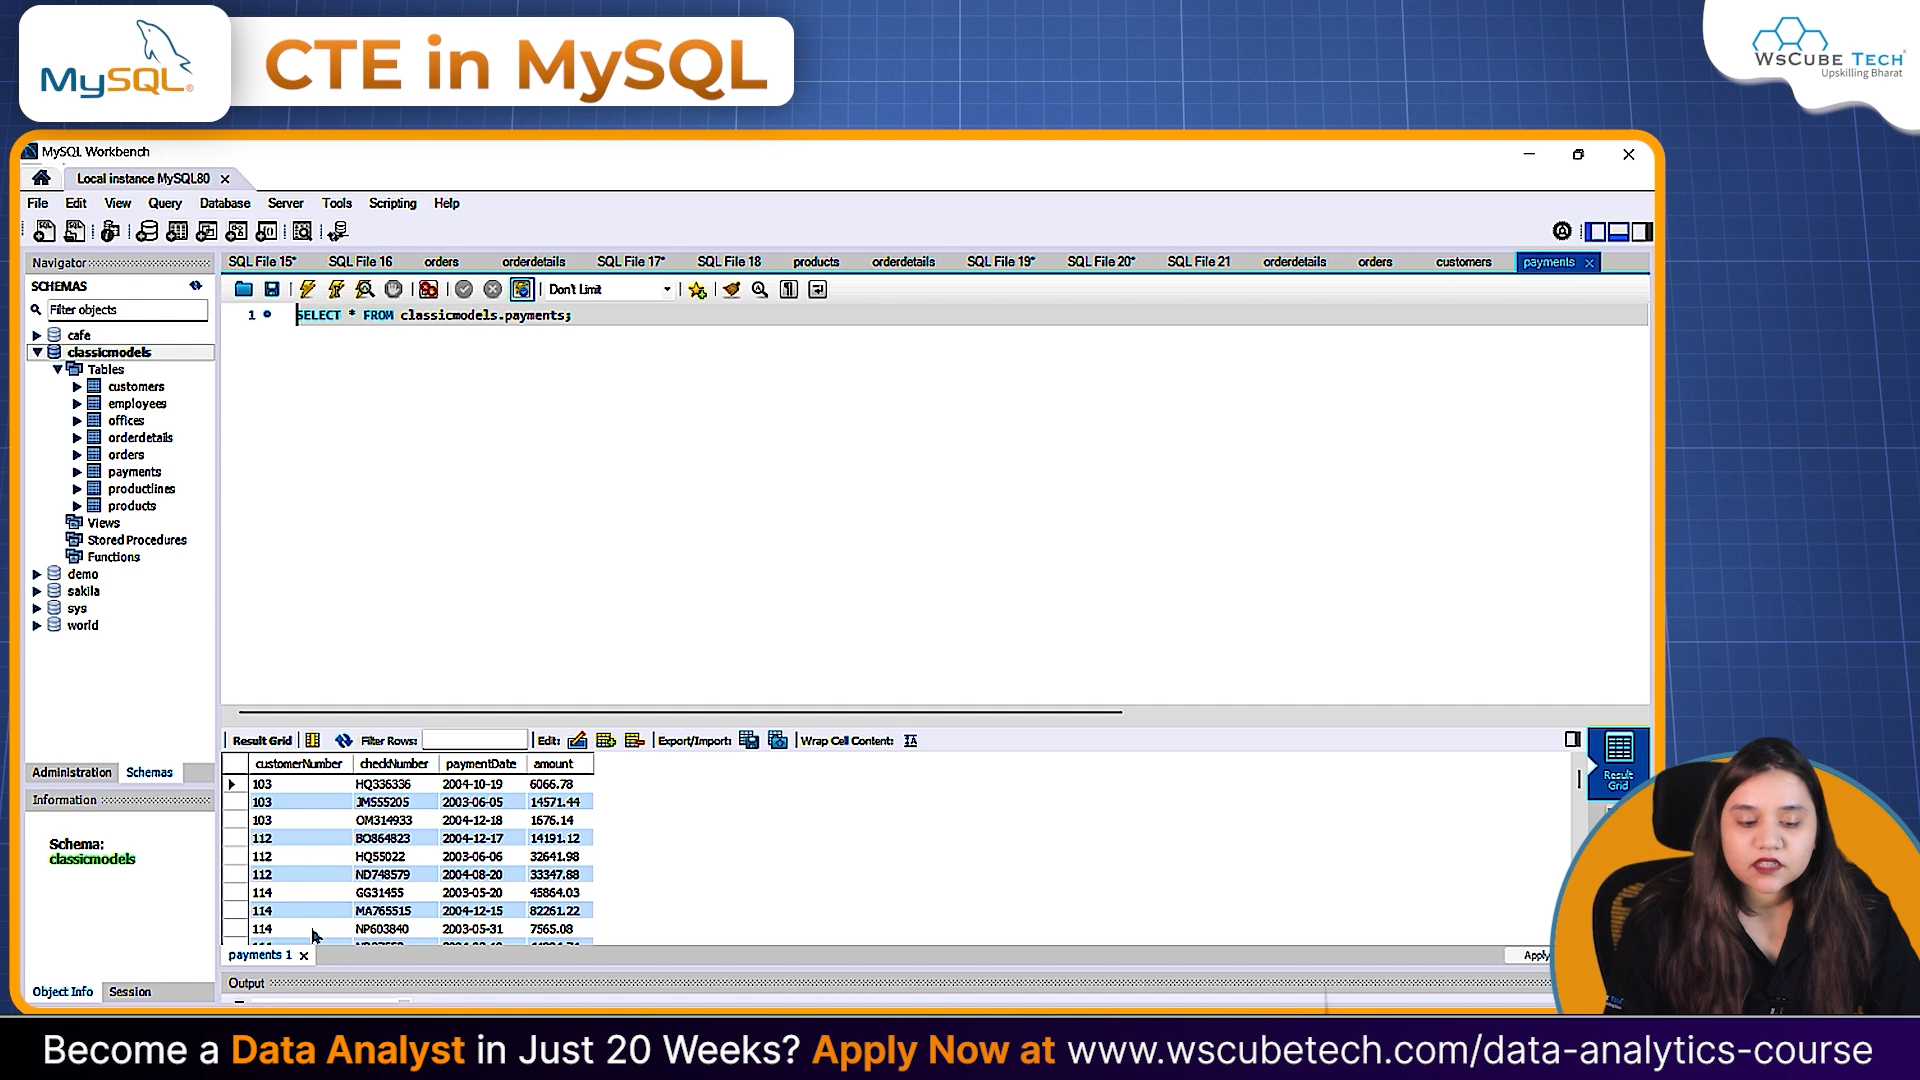 MySQL®
CTE in MySQL
WsCube Tech
Upskilling Bharat
MySQL Workbench
Local instance MySQL80
File Edit View Query Database Server Tools Scripting Help
Navigator
SQL File 15* SQL File 16 orders orderdetails SQL File 17* SQL File 18 products orderdetails SQL File 19* SQL File 20* SQL File 21 orderdetails orders customers payments
SCHEMAS
Don't Limit
Filter objects
1 SELECT * FROM classicmodels.payments;
cafe
classicmodels
Tables
customers
employees
offices
orderdetails
orders
payments
productlines
products
Views
Stored Procedures
Functions
demo
sakila
sys
world
Administration Schemas
Information
Schema:
classicmodels
Object Info Session
Result Grid Filter Rows: Edit: Export/Import: Wrap Cell Content:
customerNumber checkNumber paymentDate amount
103 HQ336336 2004-10-19 6066.78
103 JM555205 2003-06-05 14571.44
103 OM314933 2004-12-18 1676.14
112 BO864823 2004-12-17 14191.12
112 HQ55022 2003-06-06 32641.98
112 ND748579 2004-08-20 33347.88
114 GG31455 2003-05-20 45864.03
114 MA765515 2004-12-15 82261.22
114 NP603840 2003-05-31 7565.08
Result
Grid
payments 1
Apply
Output
Become a Data Analyst in Just 20 Weeks? Apply Now at www.wscubetech.com/data-analytics-course